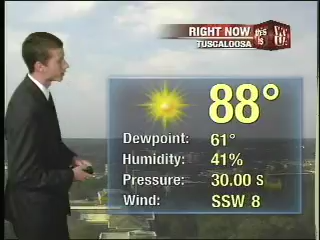 RIGHT NOW
TUSCALOOSA
88°
Dewpoint: 61°
Humidity: 41%
Pressure: 30.00 S
Wind: SSW 8